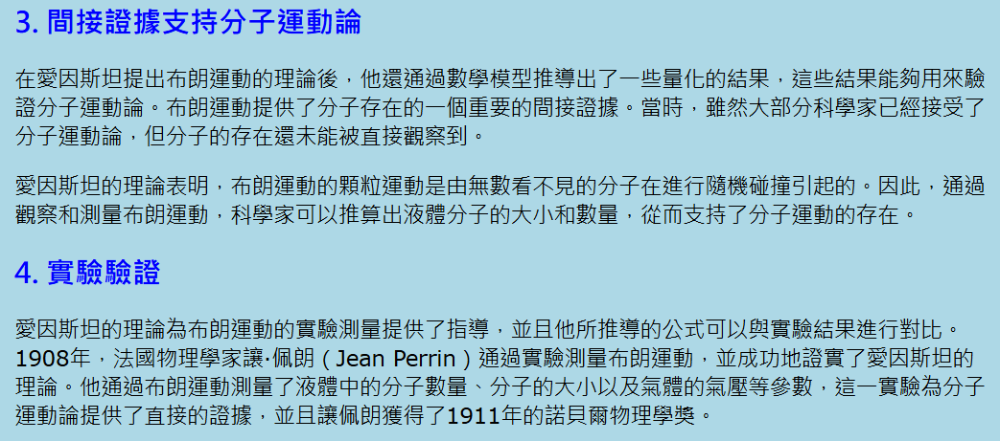 3. 間接證據支持分子運動論
在愛因斯坦提出布朗運動的理論後，他還通過數學模型推導出了一些量化的結果，這些結果能夠用來驗
證分子運動論。布朗運動提供了分子存在的一個重要的間接證據。當時，雖然大部分科學家已經接受了
分子運動論，但分子的存在還未能被直接觀察到。
愛因斯坦的理論表明，布朗運動的顆粒運動是由無數看不見的分子在進行隨機碰撞引起的。因此，通過
觀察和測量布朗運動，科學家可以推算出液體分子的大小和數量，從而支持了分子運動的存在。
4. 實驗驗證
愛因斯坦的理論為布朗運動的實驗測量提供了指導，並且他所推導的公式可以與實驗結果進行對比。
1908年，法國物理學家讓·佩朗（Jean Perrin）通過實驗測量布朗運動，並成功地證實了愛因斯坦的
理論。他通過布朗運動測量了液體中的分子數量、分子的大小以及氣體的氣壓等參數，這一實驗為分子
運動論提供了直接的證據，並且讓佩朗獲得了1911年的諾貝爾物理學獎。